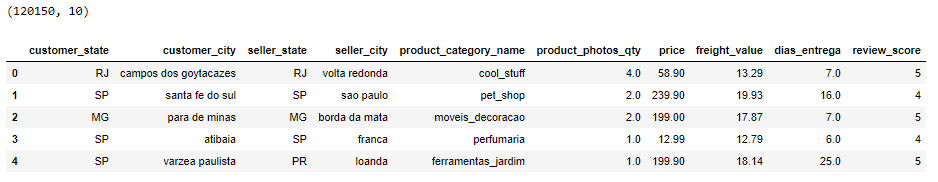 (120150, 10)
customer_state customer_city seller_state seller_city product_category_name product_photos_qty price freight_value dias_entrega review_score
0 RJ campos dos goytacazes RJ volta redonda cool_stuff 4.0 58.90 13.29 7.0 5
1 SP santa fe do sul SP sao paulo pet_shop 2.0 239.90 19.93 16.0 4
2 MG para de minas MG borda da mata moveis_decoracao 2.0 199.00 17.87 7.0 5
3 SP atibaia SP franca perfumaria 1.0 12.99 12.79 6.0 4
4 SP varzea paulista PR loanda ferramentas_jardim 1.0 199.90 18.14 25.0 5